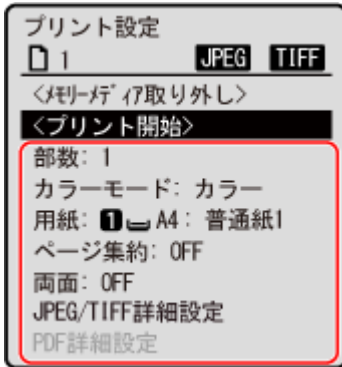 プリント設定
1 JPEG TIFF
<メモリーメディア取り外し>
<プリント開始>
部数: 1
カラーモード: カラー
用紙: 1 A4: 普通紙1
ページ集約: OFF
両面: OFF
JPEG/TIFF詳細設定
PDF詳細設定